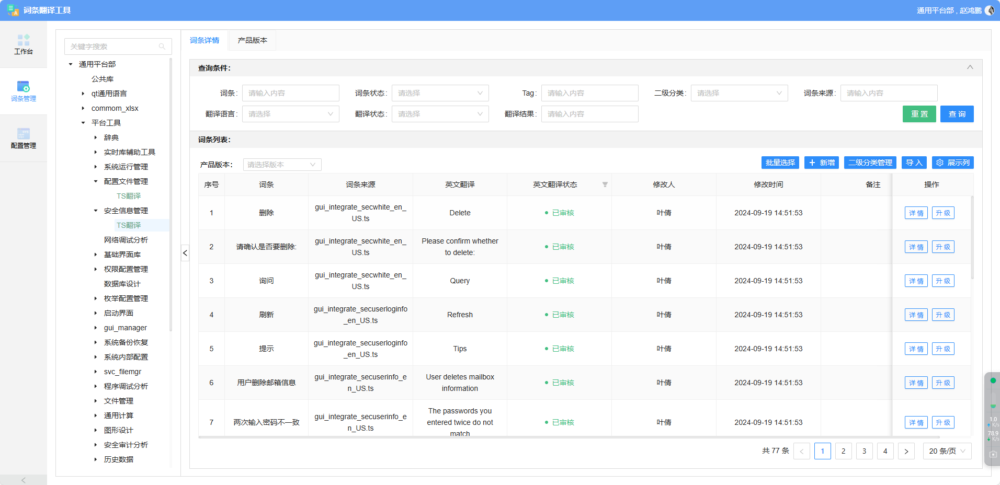 词条翻译工具
通用平台部 , 赵鸿鹏
工作台
词条管理
配置管理
关键字搜索
通用平台部
公共库
qt通用语言
commom_xlsx
平台工具
辞典
实时库辅助工具
系统运行管理
配置文件管理
TS翻译
安全信息管理
TS翻译
网络调试分析
基础界面库
权限配置管理
数据库设计
枚举配置管理
启动界面
gui_manager
系统备份恢复
系统内部配置
svc_filemgr
程序调试分析
文件管理
通用计算
图形设计
安全审计分析
历史数据
词条详情 产品版本
查询条件:
词条: 请输入内容 词条状态: 请选择 Tag: 请输入内容 二级分类: 请选择 词条来源: 请输入内容
翻译语言: 请选择 翻译状态: 请选择 翻译结果: 请输入内容 重 置 查 询
词条列表:
产品版本: 请选择版本 批量选择 + 新增 二级分类管理 导 入 展示列
序号 词条 词条来源 英文翻译 英文翻译状态 修改人 修改时间 备注 操作
1 删除 gui_integrate_secwhite_en_ Delete 已审核 叶倩 2024-09-19 14:51:53 详 情 升 级
US.ts
2 请确认是否要删除: gui_integrate_secwhite_en_ Please confirm whether 已审核 叶倩 2024-09-19 14:51:53 详 情 升 级
US.ts to delete:
3 询问 gui_integrate_secwhite_en_ Query 已审核 叶倩 2024-09-19 14:51:53 详 情 升 级
US.ts
4 刷新 gui_integrate_secuserloginfo Refresh 已审核 叶倩 2024-09-19 14:51:53 详 情 升 级
_en_US.ts
5 提示 gui_integrate_secuserloginfo Tips 已审核 叶倩 2024-09-19 14:51:53 详 情 升 级
_en_US.ts
6 用户删除邮箱信息 gui_integrate_secuserinfo_e User deletes mailbox 已审核 叶倩 2024-09-19 14:51:53 详 情 升 级
n_US.ts information
7 两次输入密码不一致 gui_integrate_secuserinfo_e The passwords you 已审核 叶倩 2024-09-19 14:51:53 详 情 升 级
n_US.ts entered twice do not
match
共 77 条 < 1 2 3 4 > 20 条/页
1.0
K/s
78.9
K/s